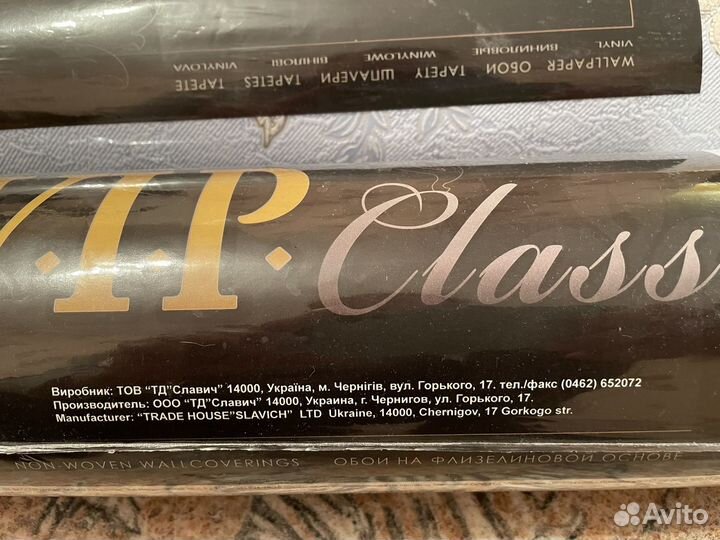 WALLPAPER ОБОИ TAPETY ШПАЛЕРИ TAPETES TAPETE
VINYL ВИНИЛОВЫЕ WINYLOWE ВІНІЛОВІ VINYLOVA
V.I.P. Class
Виробник: ТОВ “ТД”Славич” 14000, Україна, м. Чернігів, вул. Горького, 17. тел./факс (0462) 652072
Производитель: ООО “ТД”Славич” 14000, Украина, г. Чернигов, ул. Горького, 17.
Manufacturer: “TRADE HOUSE”SLAVICH” LTD Ukraine, 14000, Chernigov, 17 Gorkogo str.
NON-WOVEN WALLCOVERINGS ОБОИ НА ФЛИЗЕЛИНОВОЙ ОСНОВЕ
Avito